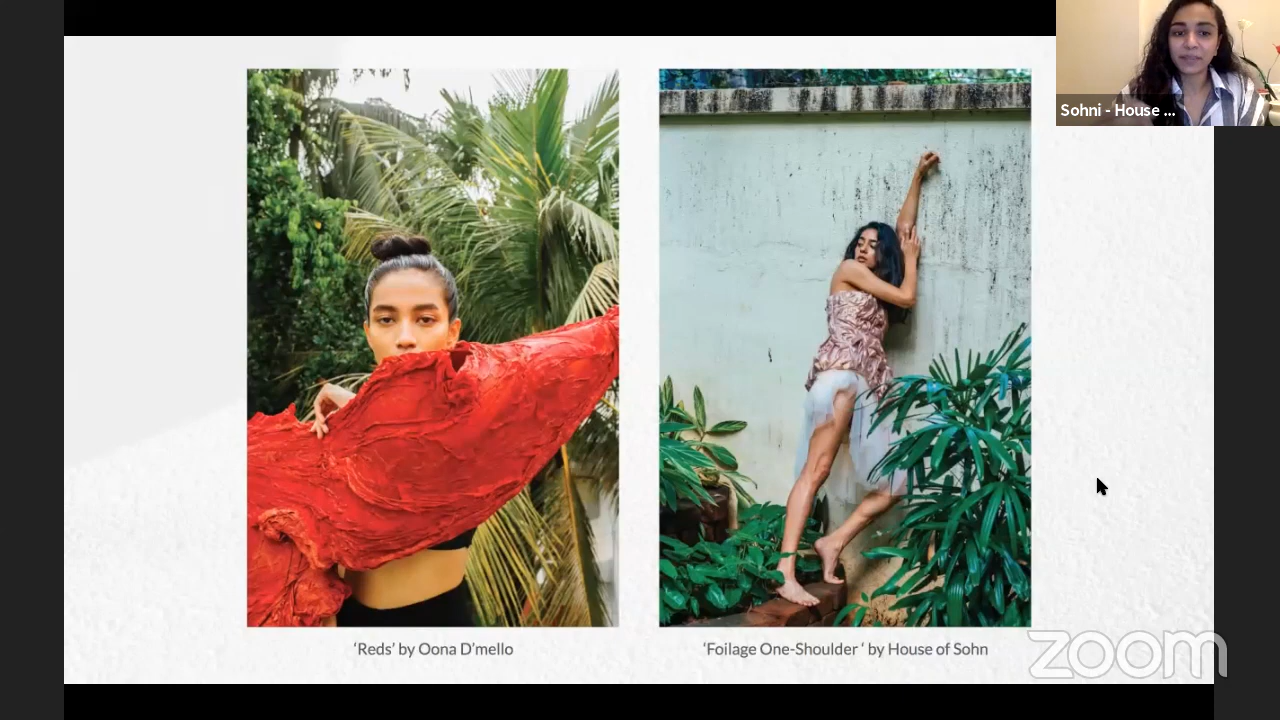 Sohni - House ...
‘Reds’ by Oona D’mello
‘Foilage One-Shoulder ‘ by House of Sohn
zoom